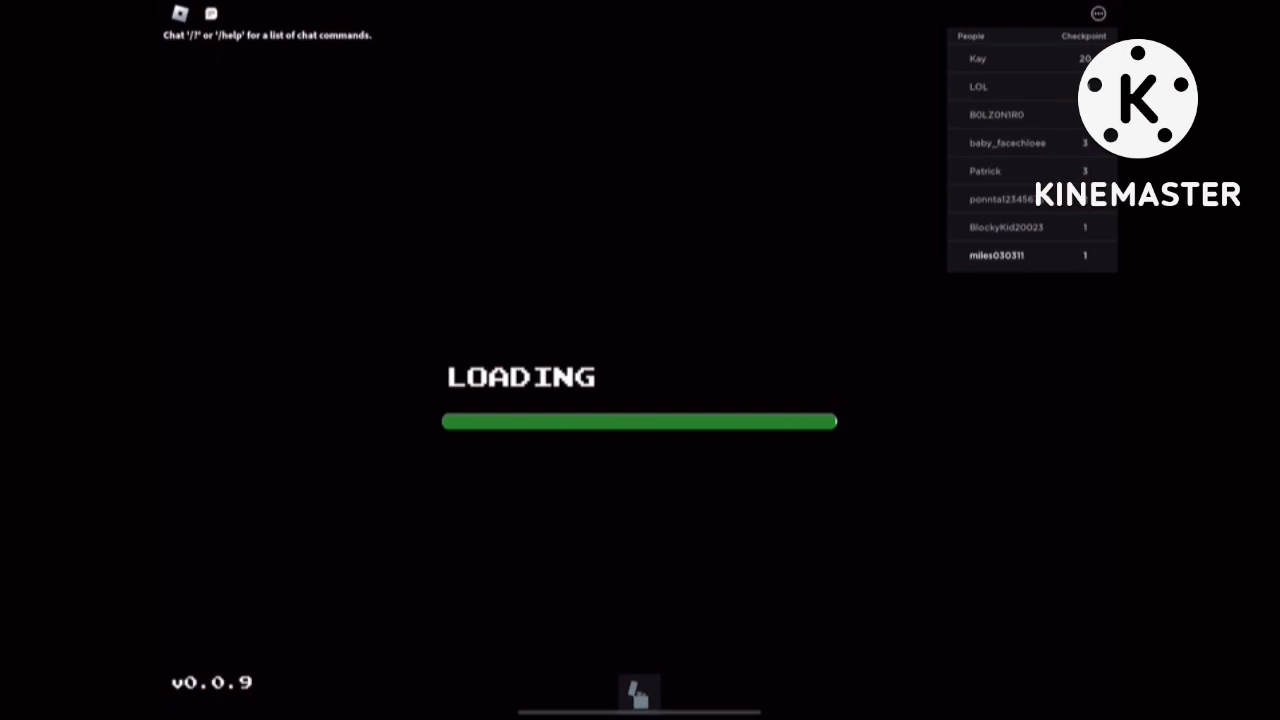 Chat '/?' or '/help' for a list of chat commands.
People Checkpoint
Kay 20
LOL
B0LZ0N1R0
baby_facechloee 3
Patrick 3
BlockyKid20023 1
miles030311 1
K
KINEMASTER
LOADING
v0.0.9